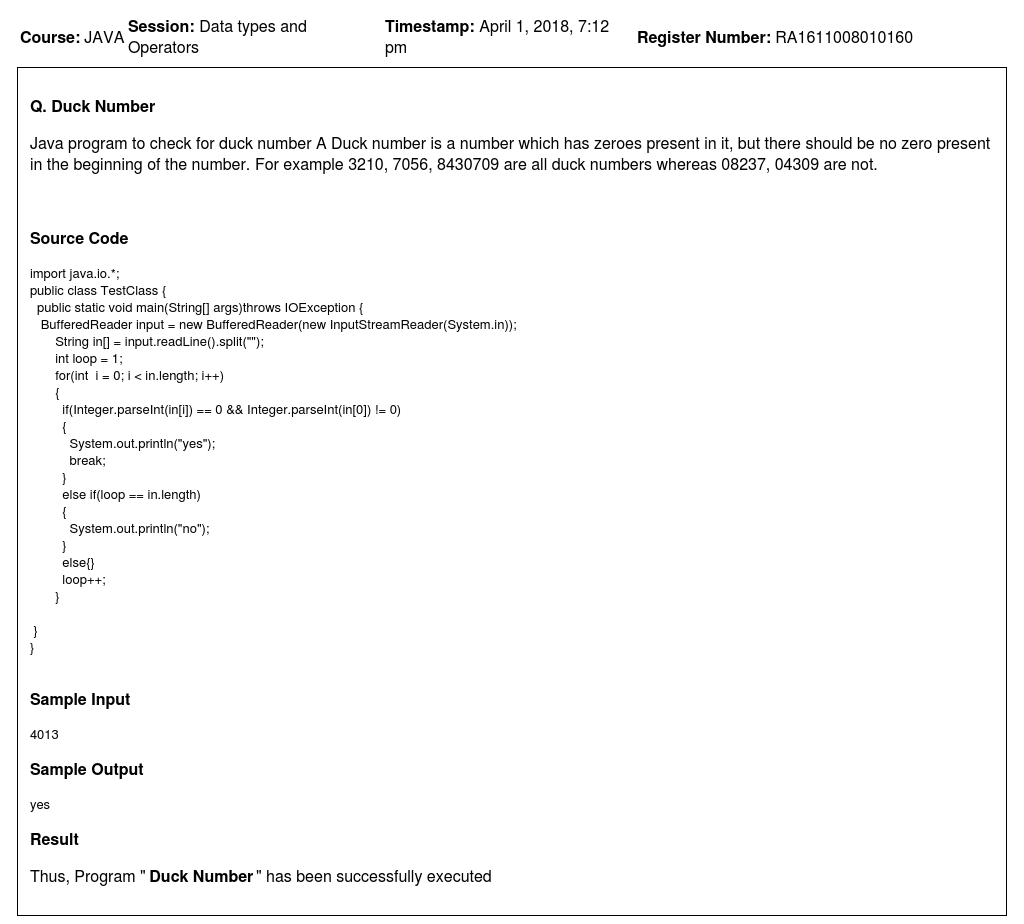 Course: JAVA Session: Data types and Operators Timestamp: April 1, 2018, 7:12 pm Register Number: RA1611008010160
Q. Duck Number
Java program to check for duck number A Duck number is a number which has zeroes present in it, but there should be no zero present
in the beginning of the number. For example 3210, 7056, 8430709 are all duck numbers whereas 08237, 04309 are not.
Source Code
import java.io.*;
public class TestClass {
  public static void main(String[] args)throws IOException {
   BufferedReader input = new BufferedReader(new InputStreamReader(System.in));
       String in[] = input.readLine().split("");
       int loop = 1;
       for(int  i = 0; i < in.length; i++)
       {
         if(Integer.parseInt(in[i]) == 0 && Integer.parseInt(in[0]) != 0)
         {
           System.out.println("yes");
           break;
         }
         else if(loop == in.length)
         {
           System.out.println("no");
         }
         else{}
         loop++;
       }
 }
}
Sample Input
4013
Sample Output
yes
Result
Thus, Program " Duck Number " has been successfully executed